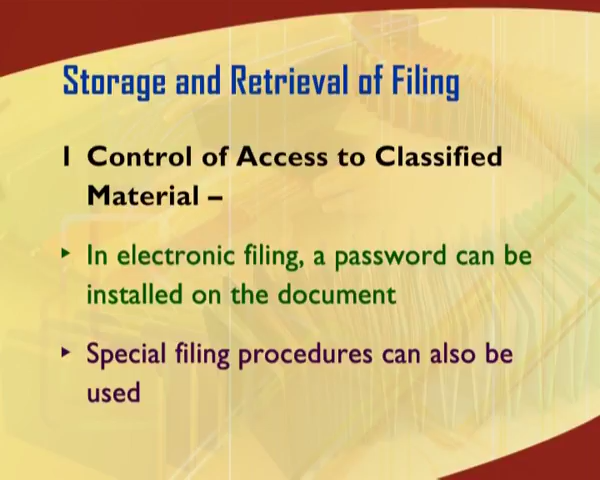 Storage and Retrieval of Filing
I Control of Access to Classified
Material –
‣ In electronic filing, a password can be
installed on the document
‣ Special filing procedures can also be
used